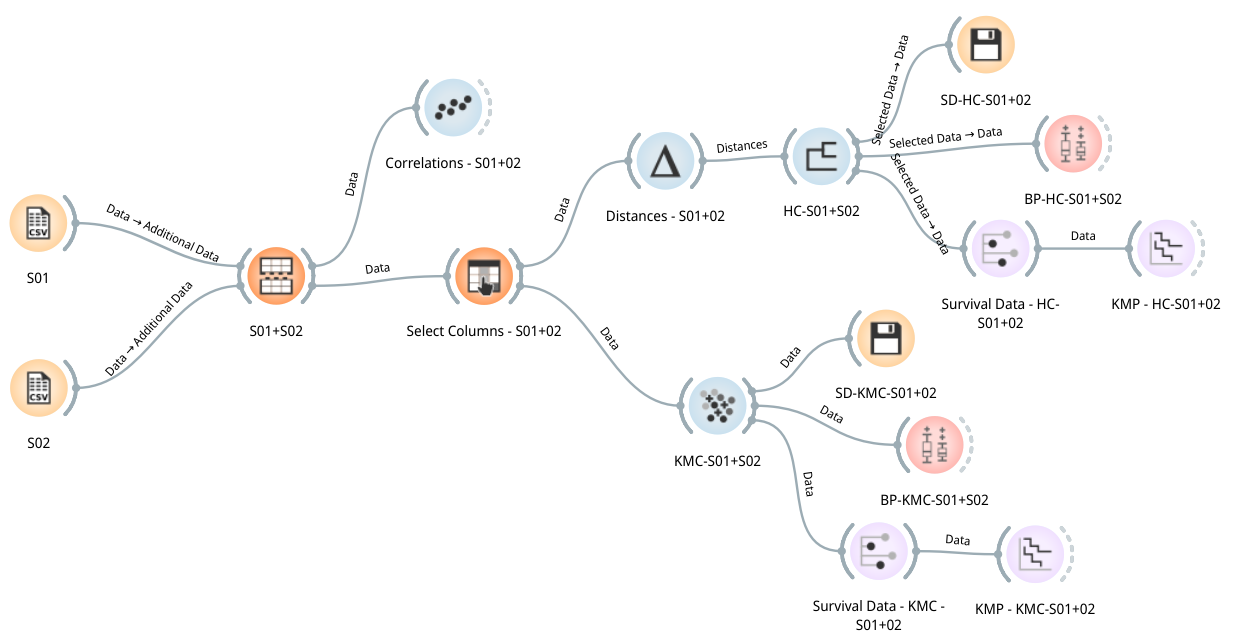 Selected Data → Data
SD-HC-S01+02
Correlations - S01+02
Data
Distances
Selected Data → Data
Selected Data → Data
BP-HC-S01+S02
Distances - S01+02
HC-S01+S02
Data
CSV
S01
Data → Additional Data
Data
S01+S02
Data
Select Columns - S01+02
Data
Survival Data - HC-
S01+02
KMP - HC-S01+02
CSV
S02
Data → Additional Data
Data
KMC-S01+S02
Data
SD-KMC-S01+02
Data
BP-KMC-S01+S02
Data
Survival Data - KMC -
S01+02
Data
KMP - KMC-S01+02